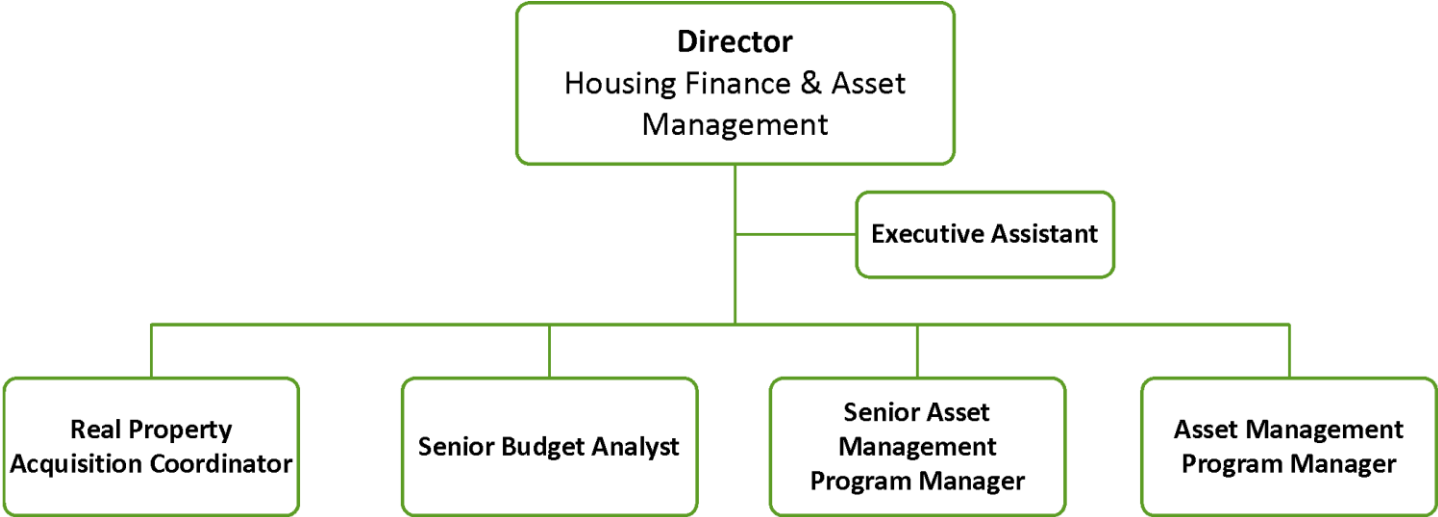 Director
Housing Finance & Asset
Management
Executive Assistant
Real Property
Acquisition Coordinator
Senior Budget Analyst
Senior Asset
Management
Program Manager
Asset Management
Program Manager